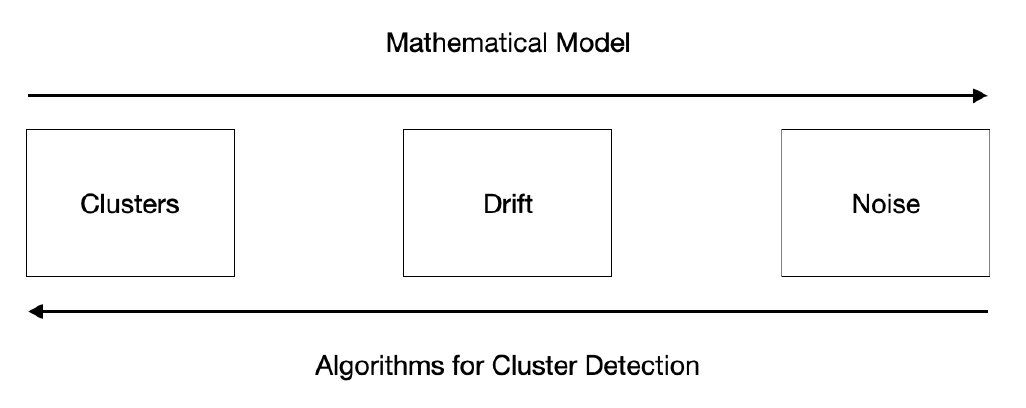 Mathematical Model
Clusters
Drift
Noise
Algorithms for Cluster Detection